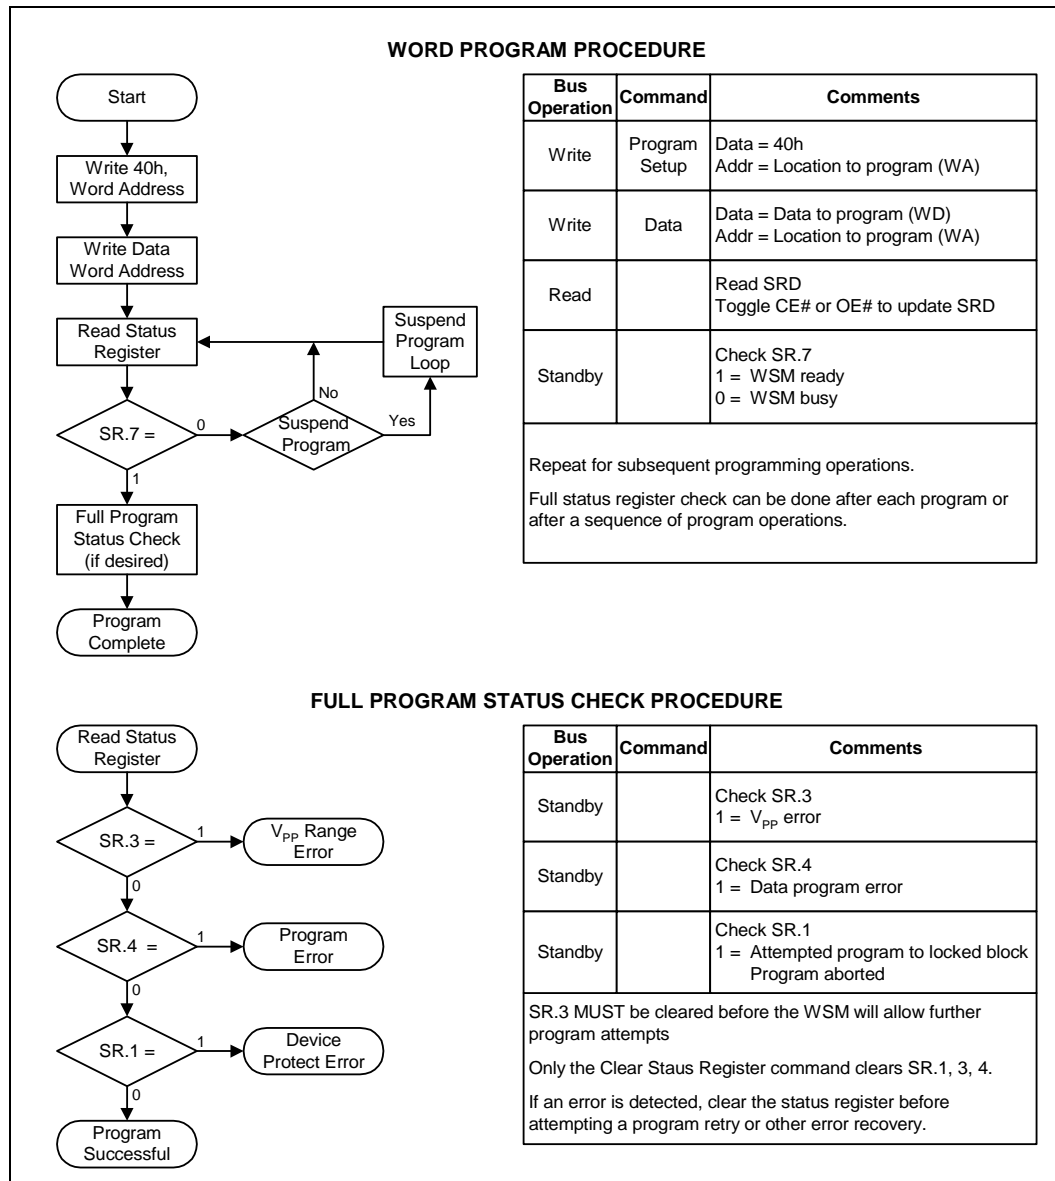 WORD PROGRAM PROCEDURE
Start
Write 40h,
Word Address
Write Data
Word Address
Read Status
Register
Suspend
Program
Loop
No
SR.7 =
0
Suspend
Program
Yes
1
Full Program
Status Check
(if desired)
Program
Complete
Bus
Operation
Command
Comments
Write
Program
Setup
Data = 40h
Addr = Location to program (WA)
Write
Data
Data = Data to program (WD)
Addr = Location to program (WA)
Read
Read SRD
Toggle CE# or OE# to update SRD
Standby
Check SR.7
1 = WSM ready
0 = WSM busy
Repeat for subsequent programming operations.
Full status register check can be done after each program or
after a sequence of program operations.
FULL PROGRAM STATUS CHECK PROCEDURE
Read Status
Register
SR.3 =
1
VPP Range
Error
0
SR.4 =
1
Program
Error
0
SR.1 =
1
Device
Protect Error
0
Program
Successful
Bus
Operation
Command
Comments
Standby
Check SR.3
1 = VPP error
Standby
Check SR.4
1 = Data program error
Standby
Check SR.1
1 = Attempted program to locked block
Program aborted
SR.3 MUST be cleared before the WSM will allow further
program attempts
Only the Clear Staus Register command clears SR.1, 3, 4.
If an error is detected, clear the status register before
attempting a program retry or other error recovery.